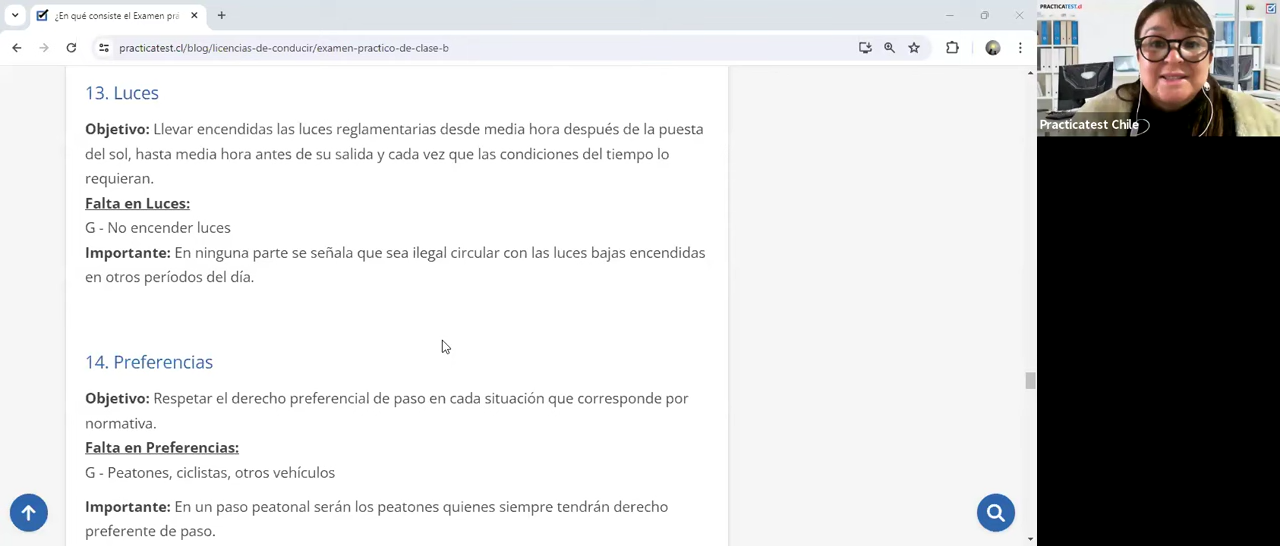 ¿En qué consiste el Examen prá
practicatest.cl/blog/licencias-de-conducir/examen-practico-de-clase-b
PRACTICATEST.cl
Practicatest Chile
13. Luces
Objetivo: Llevar encendidas las luces reglamentarias desde media hora después de la puesta
del sol, hasta media hora antes de su salida y cada vez que las condiciones del tiempo lo
requieran.
Falta en Luces:
G - No encender luces
Importante: En ninguna parte se señala que sea ilegal circular con las luces bajas encendidas
en otros períodos del día.
14. Preferencias
Objetivo: Respetar el derecho preferencial de paso en cada situación que corresponde por
normativa.
Falta en Preferencias:
G - Peatones, ciclistas, otros vehículos
Importante: En un paso peatonal serán los peatones quienes siempre tendrán derecho
preferente de paso.